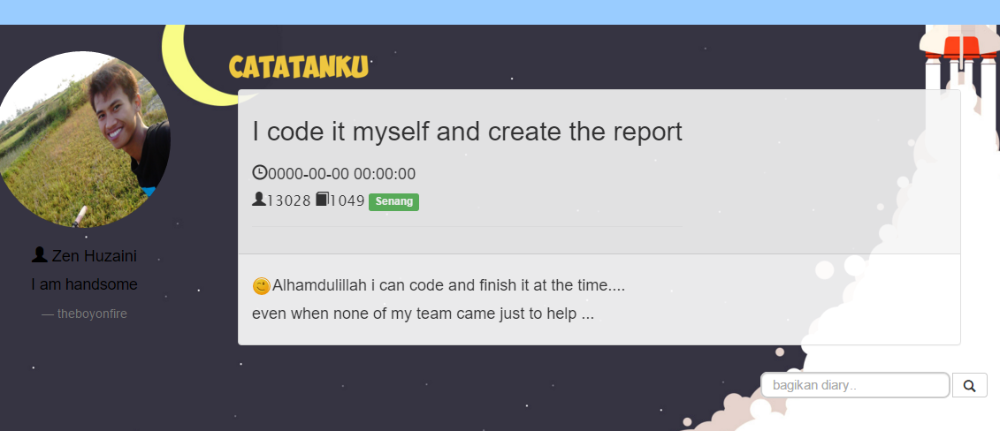 CATATANKU
I code it myself and create the report
0000-00-00 00:00:00
13028 1049 Senang
Zen Huzaini
I am handsome
— theboyonfire
Alhamdulillah i can code and finish it at the time....
even when none of my team came just to help ...
bagikan diary..